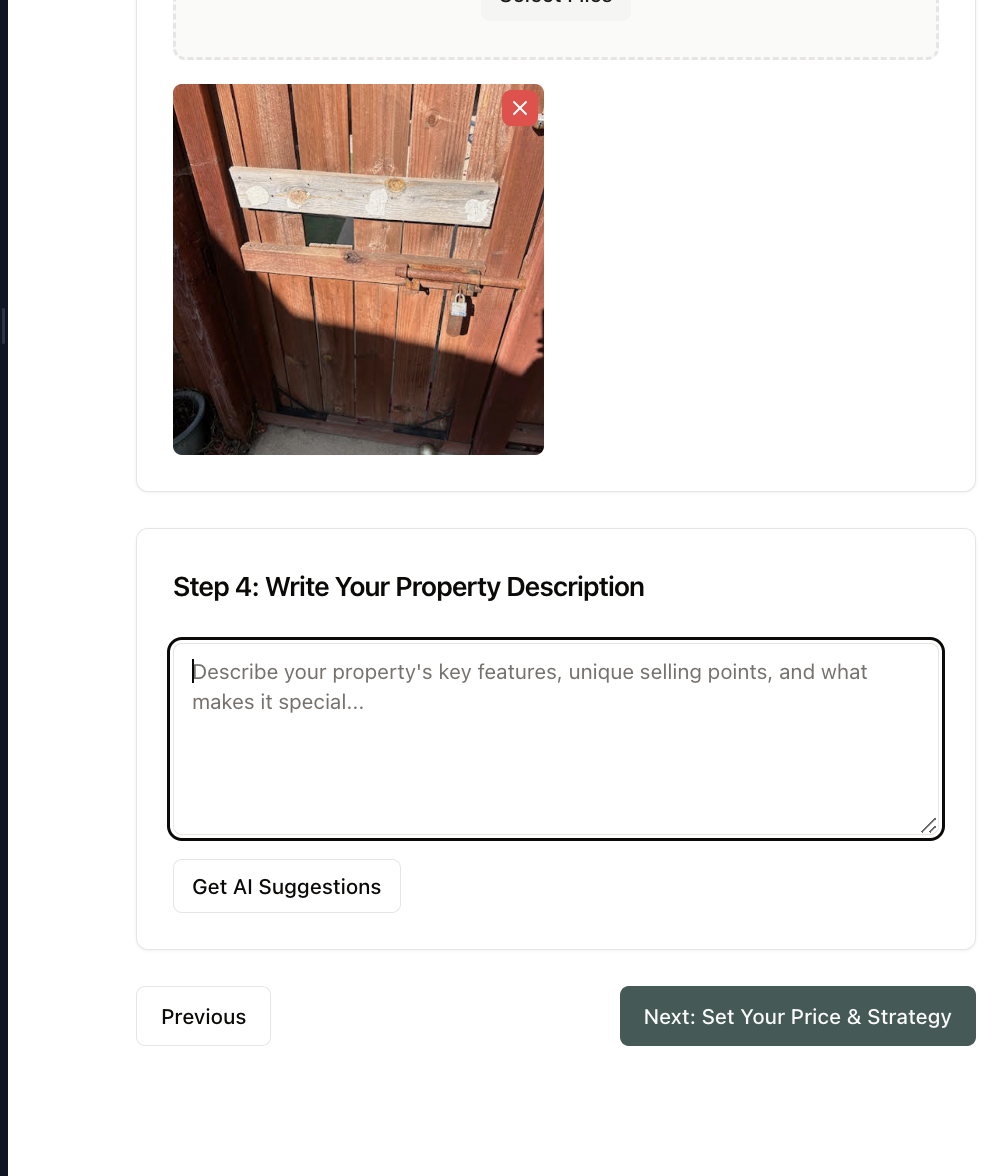 Select Files
Step 4: Write Your Property Description
Describe your property's key features, unique selling points, and what
makes it special...
Get AI Suggestions
Previous
Next: Set Your Price & Strategy